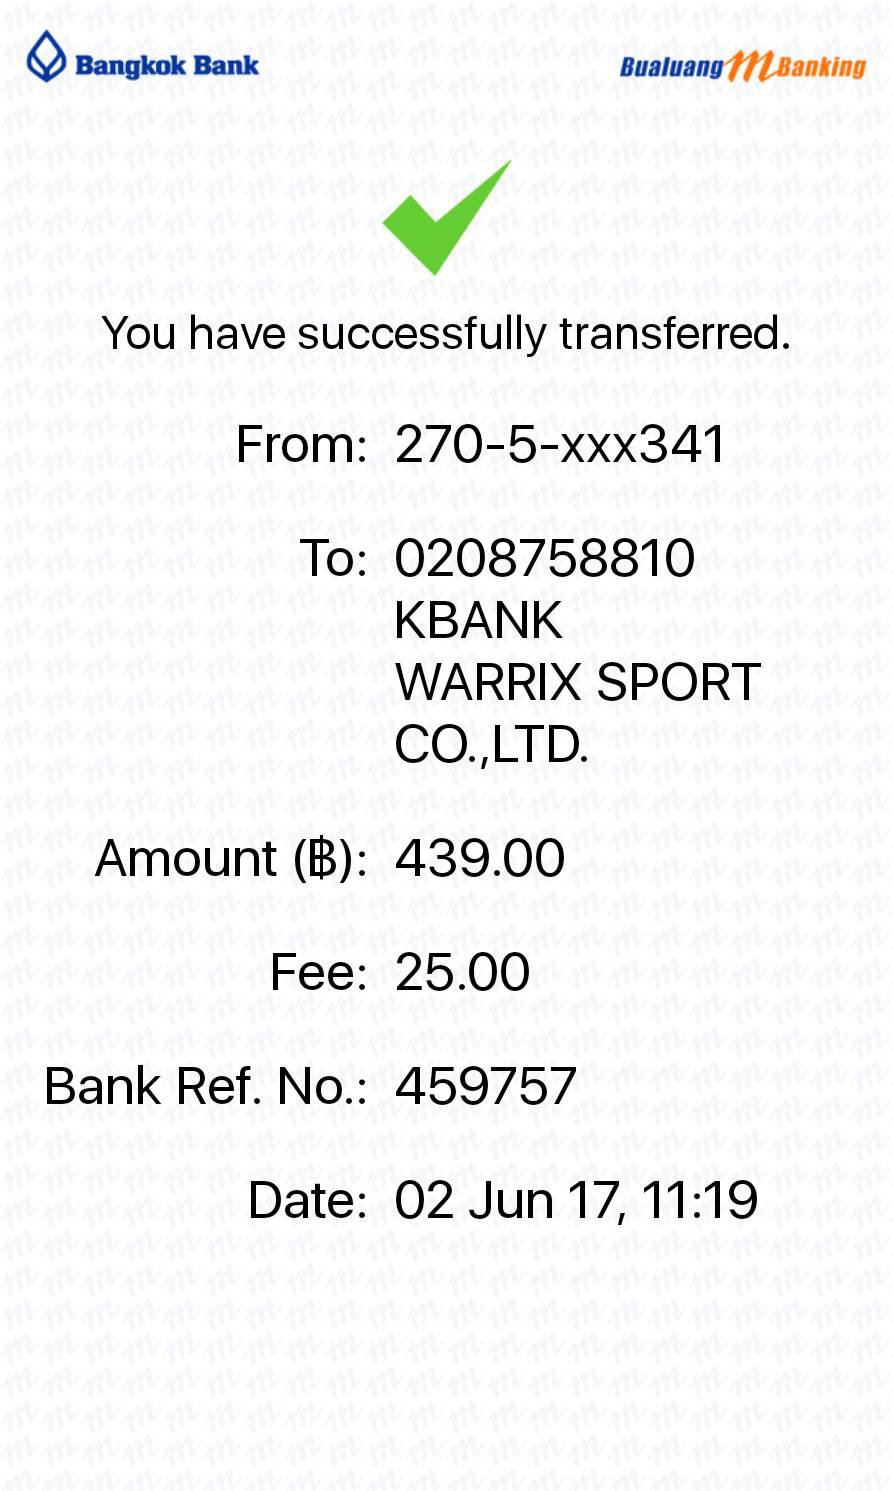 Bangkok Bank
Bualuang mBanking
You have successfully transferred.
From: 270-5-xxx341
To: 0208758810
KBANK
WARRIX SPORT
CO.,LTD.
Amount (฿): 439.00
Fee: 25.00
Bank Ref. No.: 459757
Date: 02 Jun 17, 11:19